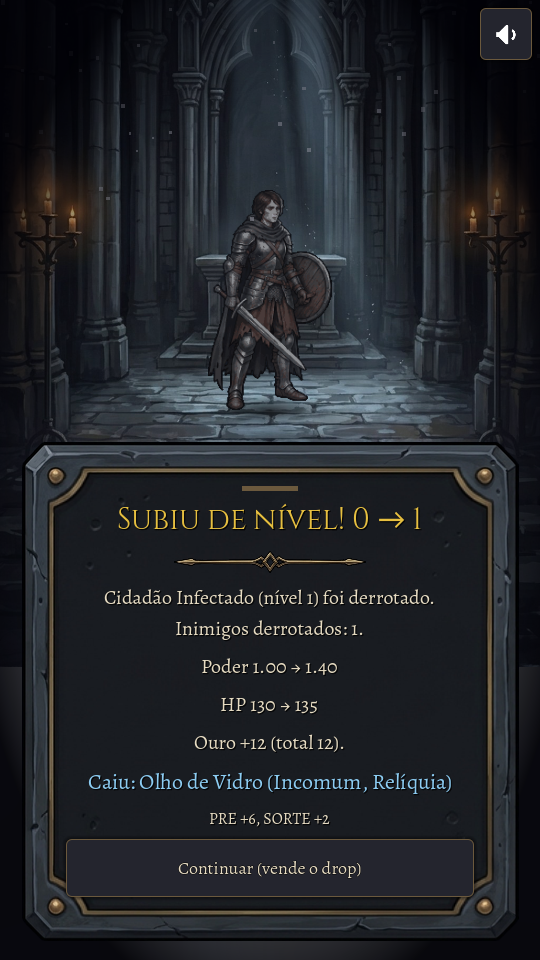 Subiu de nível! 0 → 1
Cidadão Infectado (nível 1) foi derrotado.
Inimigos derrotados: 1.
Poder 1.00 → 1.40
HP 130 → 135
Ouro +12 (total 12).
Caiu: Olho de Vidro (Incomum, Relíquia)
PRE +6, SORTE +2
Continuar (vende o drop)